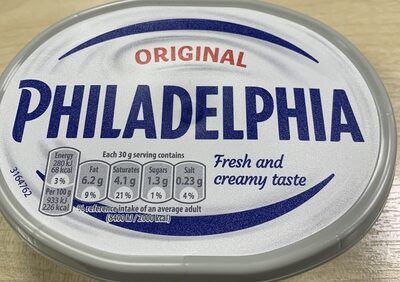 ORIGINAL
PHILADELPHIA
Fresh and
creamy taste
Each 30 g serving contains
Energy
280 kJ
68 kcal
3 %
Fat
6.2 g
9%
Saturates
4.1 g
21 %
Sugars
1.3 g
1 %
Salt
0.23 g
4%
Per 100 g
933 kJ
226 kcal
% reference intake of an average adult
(8400 kJ / 2000 kcal)
3164762